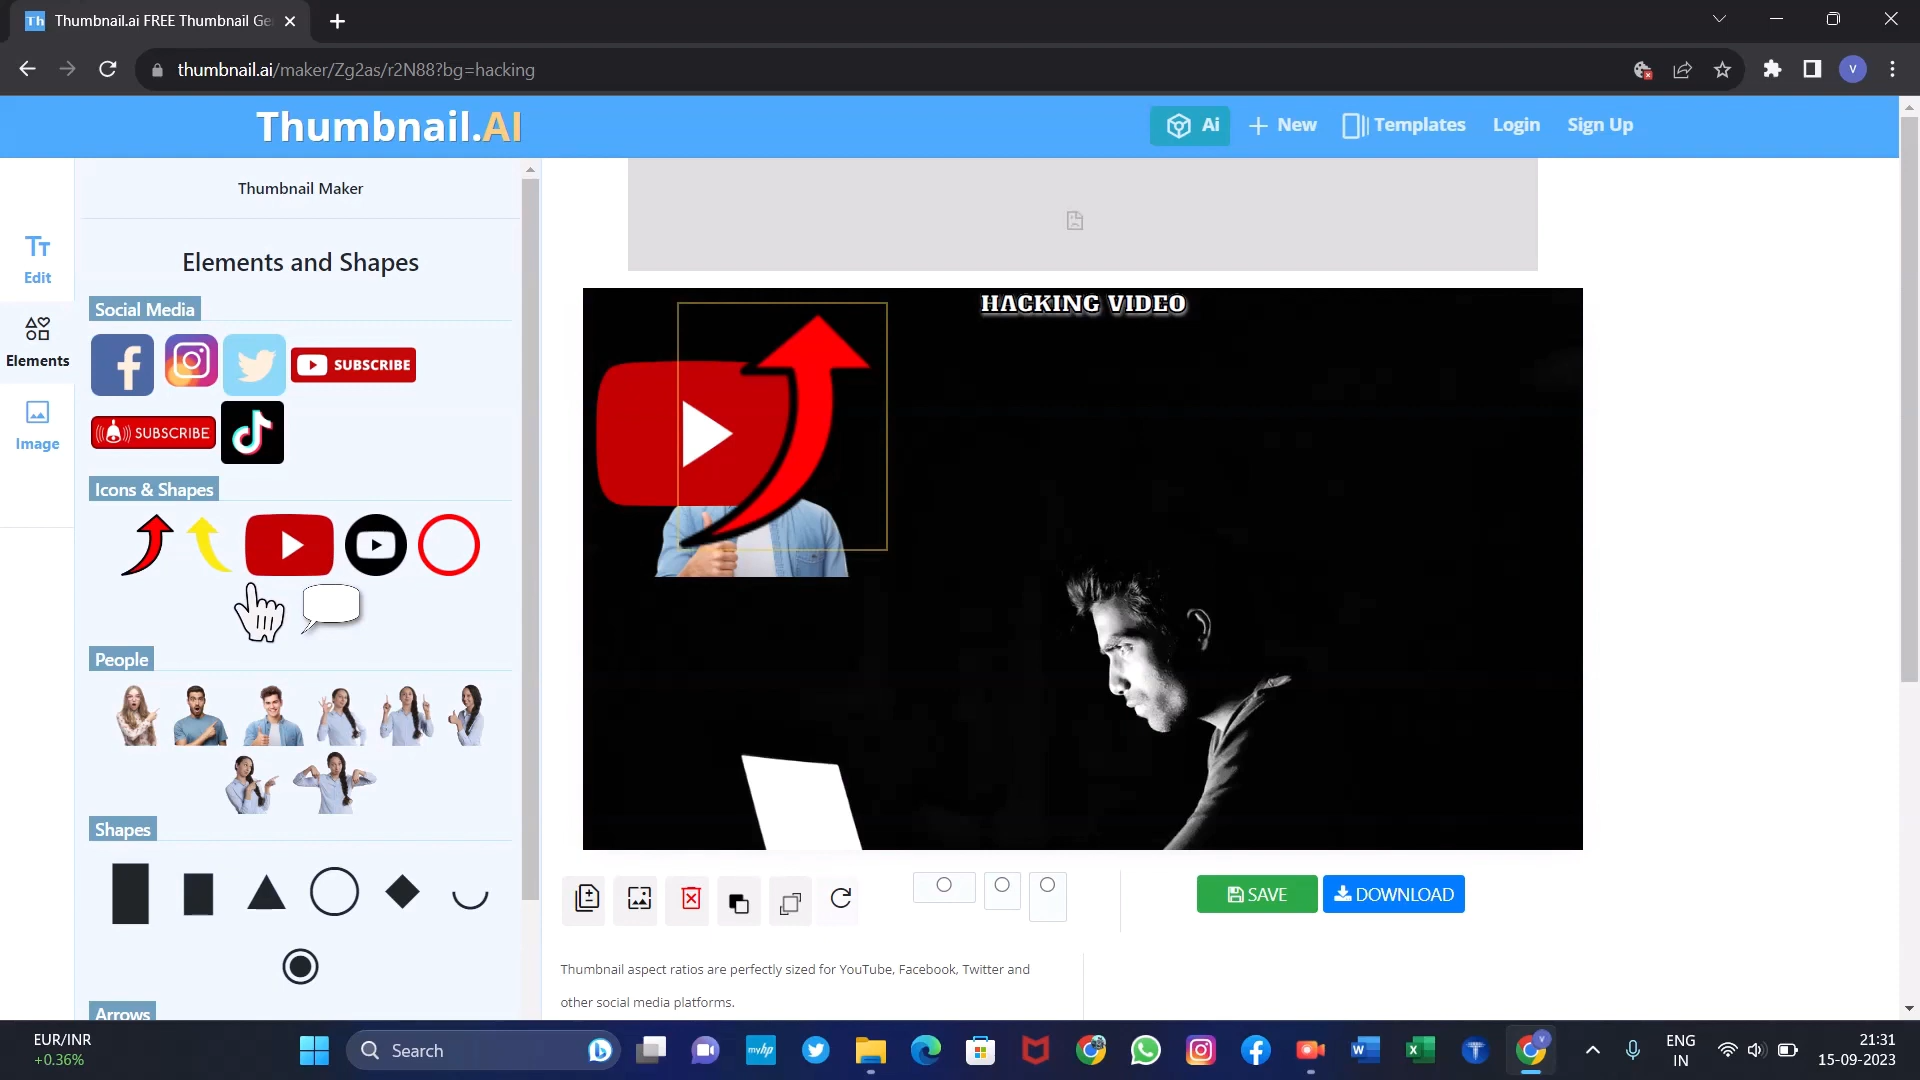 Th
Thumbnail.ai FREE Thumbnail Ge
thumbnail.ai/maker/Zg2as/r2N88?bg=hacking
V
Thumbnail.AI
Ai
New
Templates
Login
Sign Up
Thumbnail Maker
Tт
Edit
Elements
Image
Elements and Shapes
Social Media
SUBSCRIBE
SUBSCRIBE
Icons & Shapes
People
Shapes
Arrows
HACKING VIDEO
SAVE
DOWNLOAD
Thumbnail aspect ratios are perfectly sized for YouTube, Facebook, Twitter and
other social media platforms.
EUR/INR
+0.36%
Search
mvhp
ENG
IN
21:31
15-09-2023